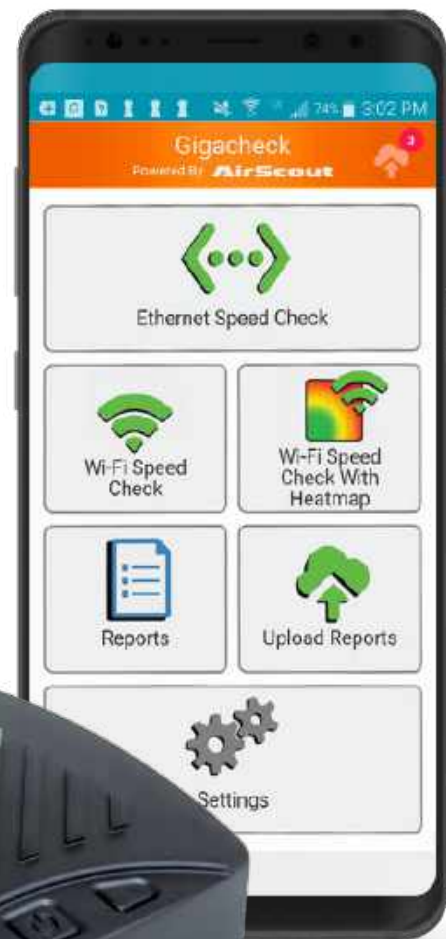 74% 3:02 PM
Gigacheck
3
Powered By AirScout
Ethernet Speed Check
Wi-Fi Speed
Check
Wi-Fi Speed
Check With
Heatmap
Reports
Upload Reports
Settings